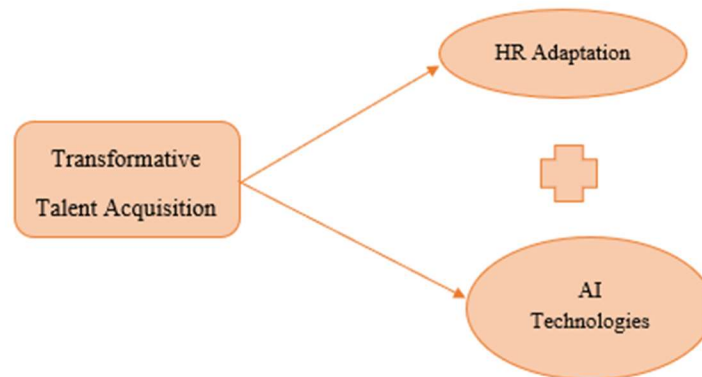 HR Adaptation
Transformative
Talent Acquisition
AI
Technologies